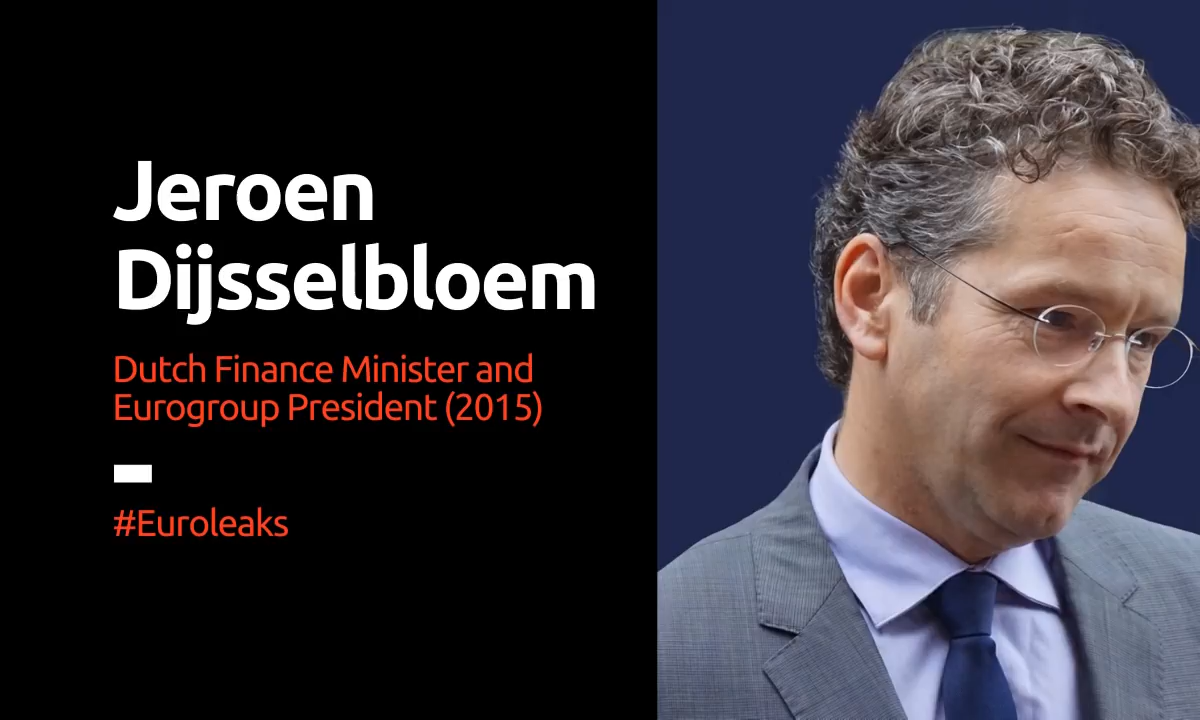 Jeroen
Dijsselbloem
Dutch Finance Minister and
Eurogroup President (2015)
#Euroleaks